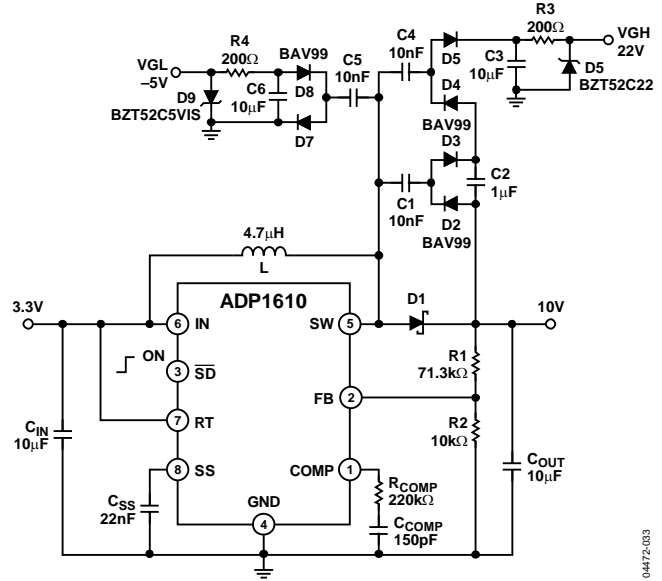 VGL
–5V
R4
200Ω
BAV99
C5
10nF
C4
10nF
D5
R3
200Ω
VGH
22V
D9
BZT52C5VIS
C6
10μF
D8
D7
C3
10μF
D4
BAV99
D5
BZT52C22
D3
C1
10nF
D2
BAV99
C2
1μF
4.7μH
L
ADP1610
3.3V
6 IN
SW 5
D1
10V
ON
3 SD
R1
71.3kΩ
FB 2
7 RT
R2
10kΩ
CIN
10μF
8 SS
COMP 1
CSS
22nF
GND
4
RCOMP
220kΩ
CCOMP
150pF
COUT
10μF
04472-033